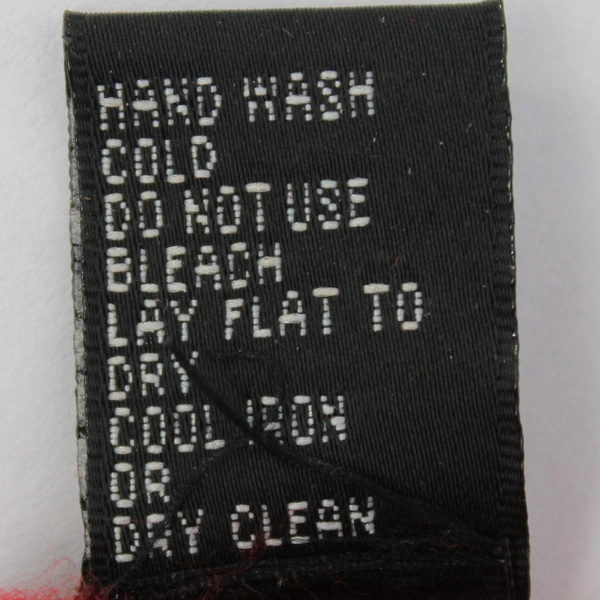 HAND WASH
COLD
DO NOT USE
BLEACH
LAY FLAT TO
DRY
COOL IRON
OR
DRY CLEAN